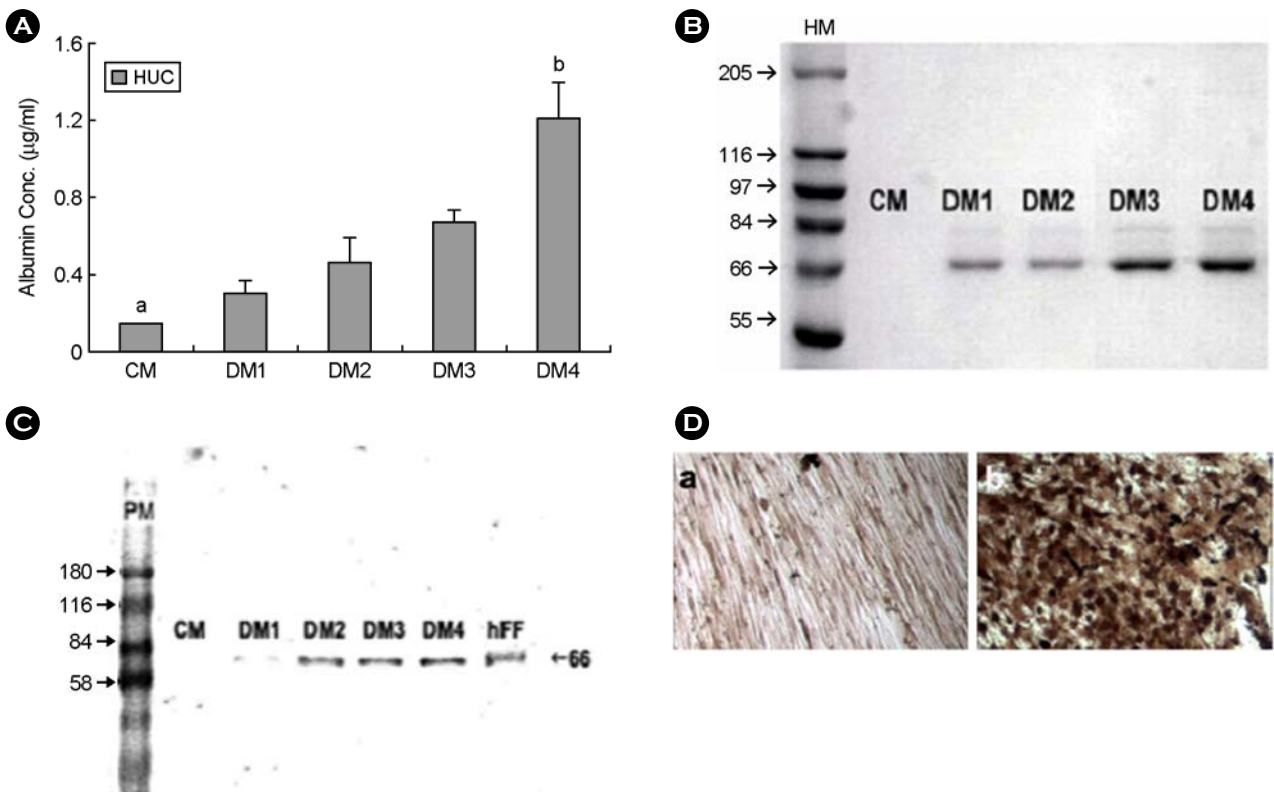 A
1.6
1.2
0.8
0.4
0
Albumin Conc. (μg/ml)
HUC
a
b
CM DM1 DM2 DM3 DM4
B
HM
205→
116→
97→
84→
66→
55→
CM DM1 DM2 DM3 DM4
C
PM
180→
116→
84→
58→
CM DM1 DM2 DM3 DM4 hFF
←66
D
a
b